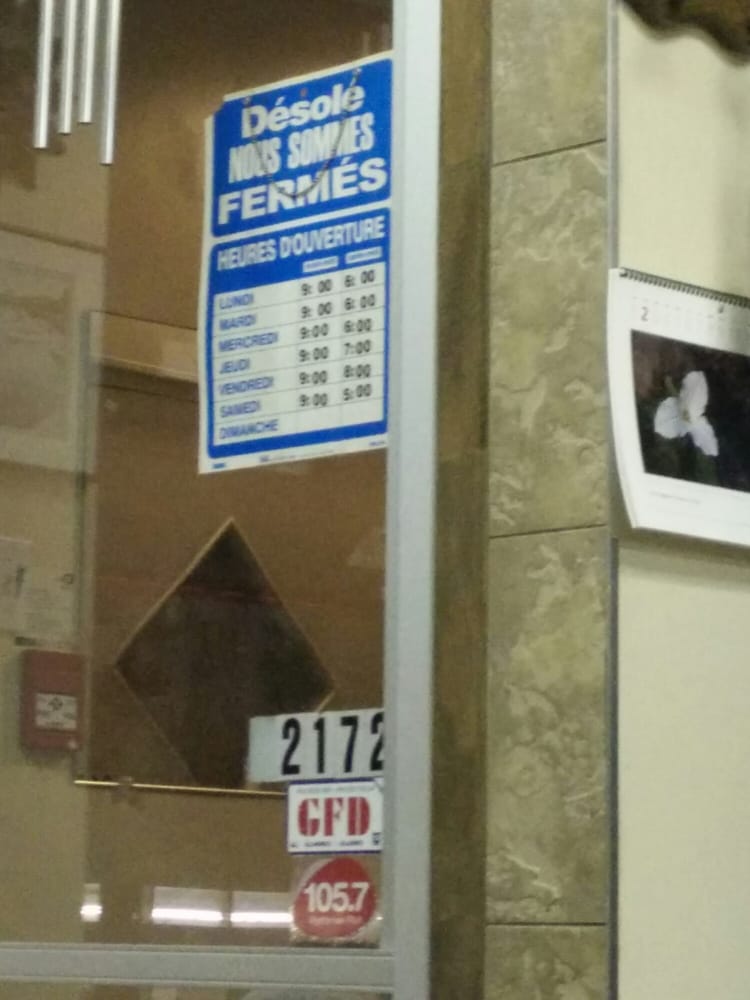 Désolé
NOUS SOMMES
FERMÉS
HEURES D'OUVERTURE
LUNDI 9:00 6:00
MARDI 9:00 6:00
MERCREDI 9:00 6:00
JEUDI 9:00 7:00
VENDREDI 9:00 8:00
SAMEDI 9:00 5:00
DIMANCHE
2
2172
GFD
105.7